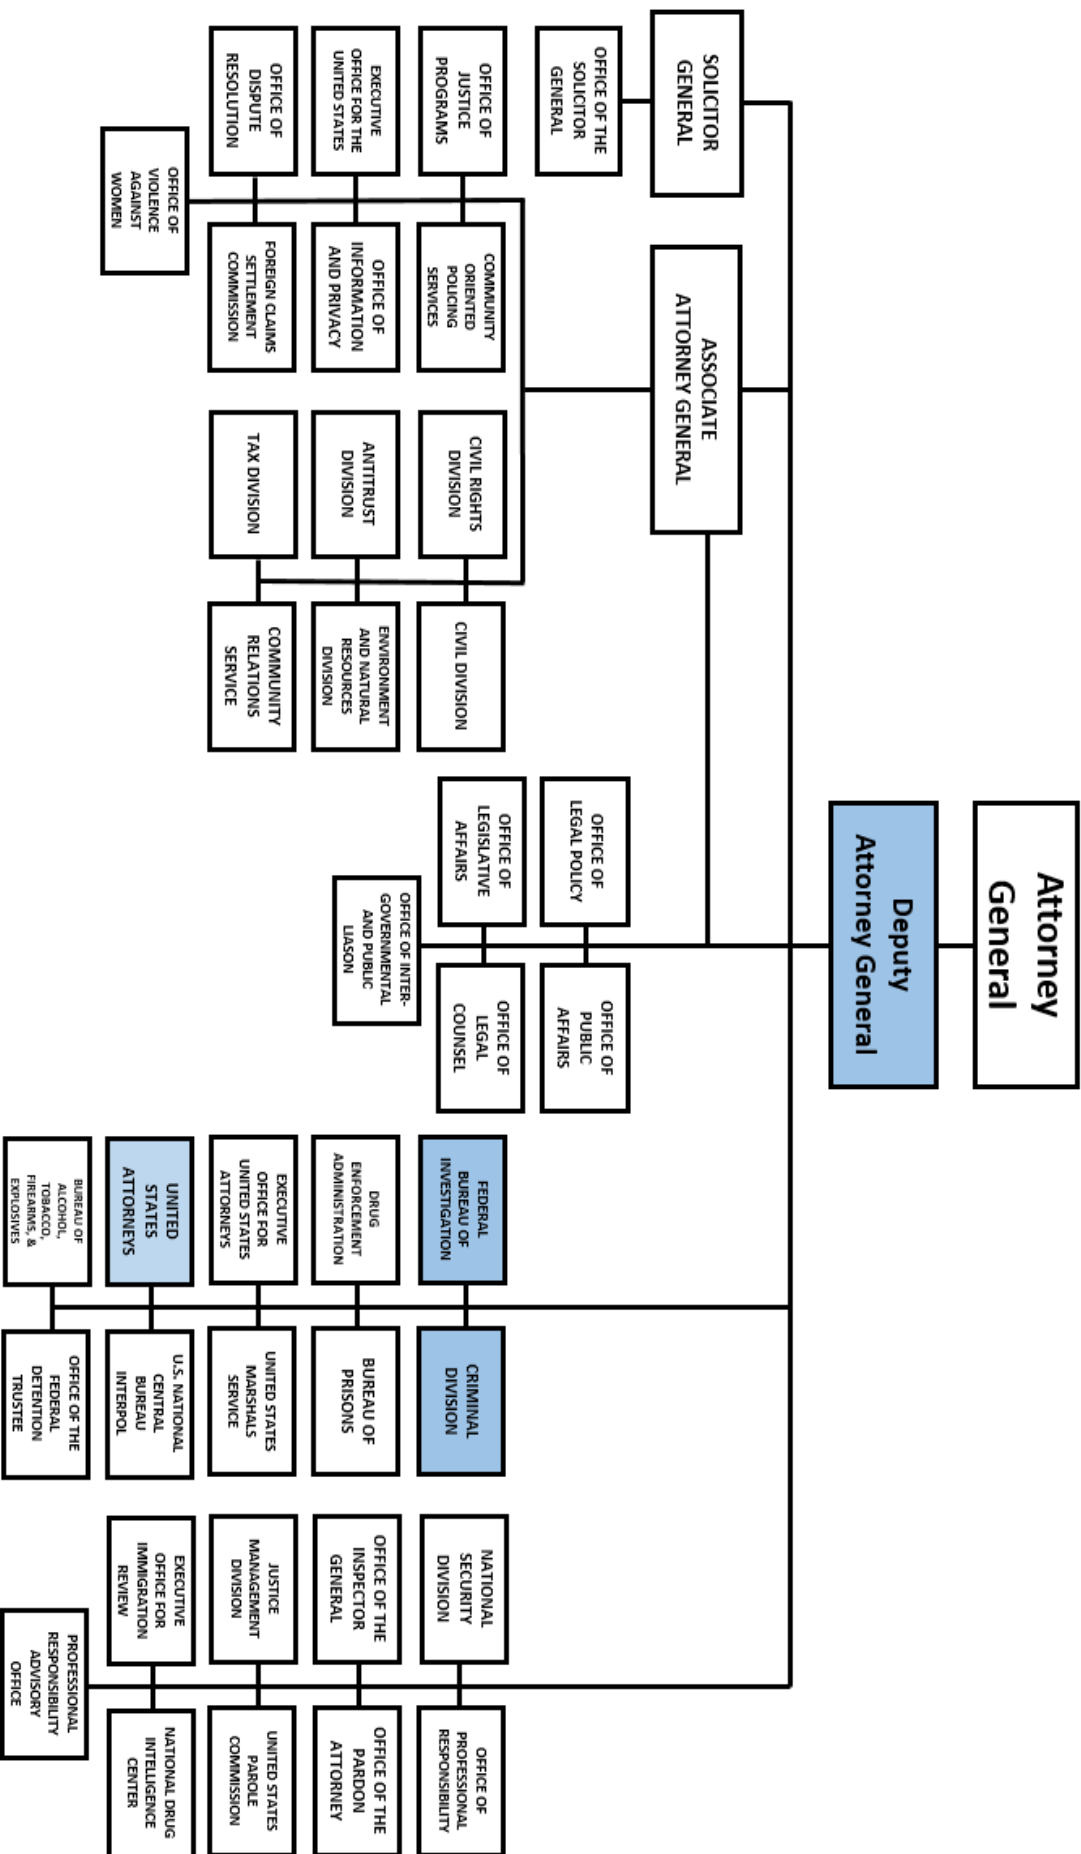 Attorney
General
Deputy
Attorney General
SOLICITOR
GENERAL
OFFICE OF THE
SOLICITOR
GENERAL
ASSOCIATE
ATTORNEY GENERAL
OFFICE OF
JUSTICE
PROGRAMS
COMMUNITY
ORIENTED
POLICING
SERVICES
EXECUTIVE
OFFICE FOR THE
UNITED STATES
OFFICE OF
INFORMATION
AND PRIVACY
OFFICE OF
DISPUTE
RESOLUTION
FOREIGN CLAIMS
SETTLEMENT
COMMISSION
OFFICE OF
VIOLENCE
AGAINST
WOMEN
CIVIL RIGHTS
DIVISION
CIVIL DIVISION
ANTITRUST
DIVISION
ENVIRONMENT
AND NATURAL
RESOURCES
DIVISION
TAX DIVISION
COMMUNITY
RELATIONS
SERVICE
OFFICE OF
LEGAL POLICY
OFFICE OF
PUBLIC
AFFAIRS
OFFICE OF
LEGISLATIVE
AFFAIRS
OFFICE OF
LEGAL
COUNSEL
OFFICE OF INTER-
GOVERNMENTAL
AND PUBLIC
LIASON
FEDERAL
BUREAU OF
INVESTIGATION
CRIMINAL
DIVISION
DRUG
ENFORCEMENT
ADMINISTRATION
BUREAU OF
PRISONS
EXECUTIVE
OFFICE FOR
UNITED STATES
ATTORNEYS
UNITED STATES
MARSHALS
SERVICE
UNITED
STATES
ATTORNEYS
U.S. NATIONAL
CENTRAL
BUREAU
INTERPOL
BUREAU OF
ALCOHOL,
TOBACCO,
FIREARMS, &
EXPLOSIVES
OFFICE OF THE
FEDERAL
DETENTION
TRUSTEE
NATIONAL
SECURITY
DIVISION
OFFICE OF
PROFESSIONAL
RESPONSIBILITY
OFFICE OF THE
INSPECTOR
GENERAL
OFFICE OF THE
PARDON
ATTORNEY
JUSTICE
MANAGEMENT
DIVISION
UNITED STATES
PAROLE
COMMISSION
EXECUTIVE
OFFICE FOR
IMMIGRATION
REVIEW
NATIONAL DRUG
INTELLIGENCE
CENTER
PROFESSIONAL
RESPONSIBILITY
ADVISORY
OFFICE